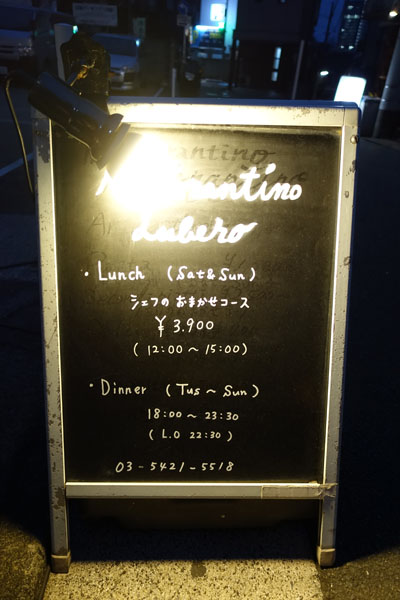 Lubero
・Lunch (Sat & Sun)
シェフの おまかせコース
¥ 3.900
( 12:00 ～ 15:00)
・Dinner (Tus ～ Sun)
18:00 ～ 23:30
( L.O 22:30 )
03-5421-5518